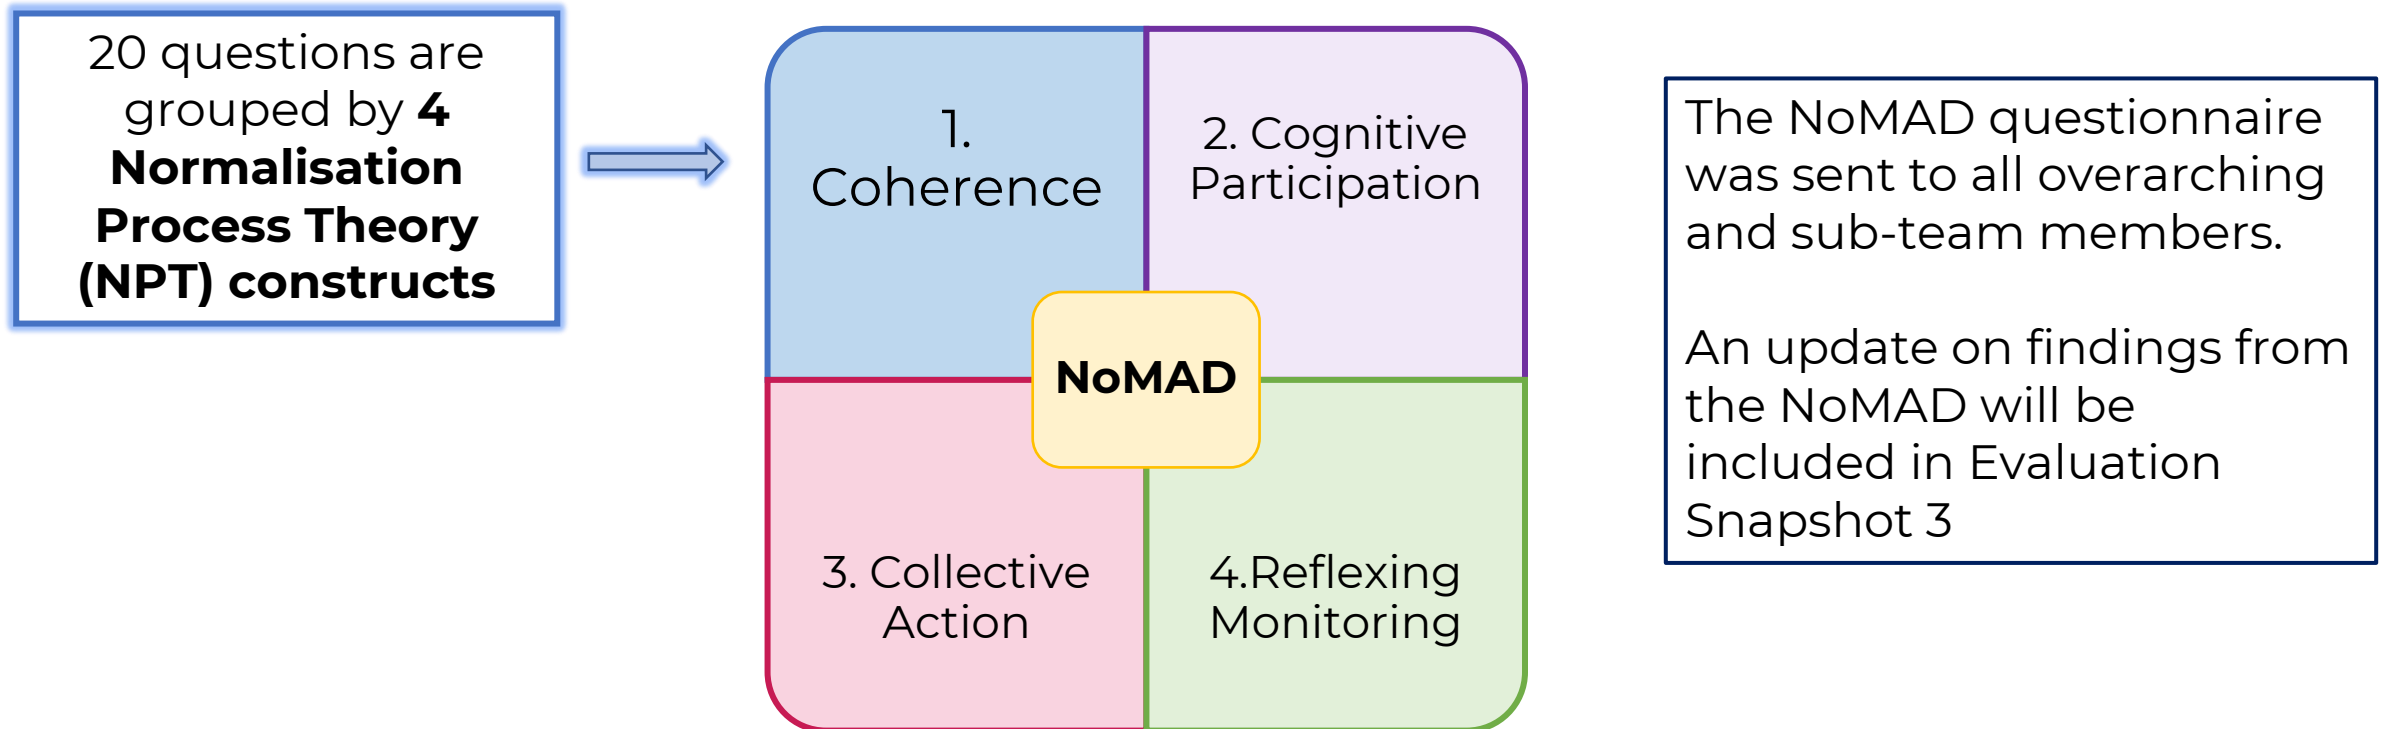 20 questions are
grouped by 4
Normalisation
Process Theory
(NPT) constructs
1.
Coherence
2. Cognitive
Participation
NoMAD
3. Collective
Action
4.Reflexing
Monitoring
The NoMAD questionnaire
was sent to all overarching
and sub-team members.
An update on findings from
the NoMAD will be
included in Evaluation
Snapshot 3